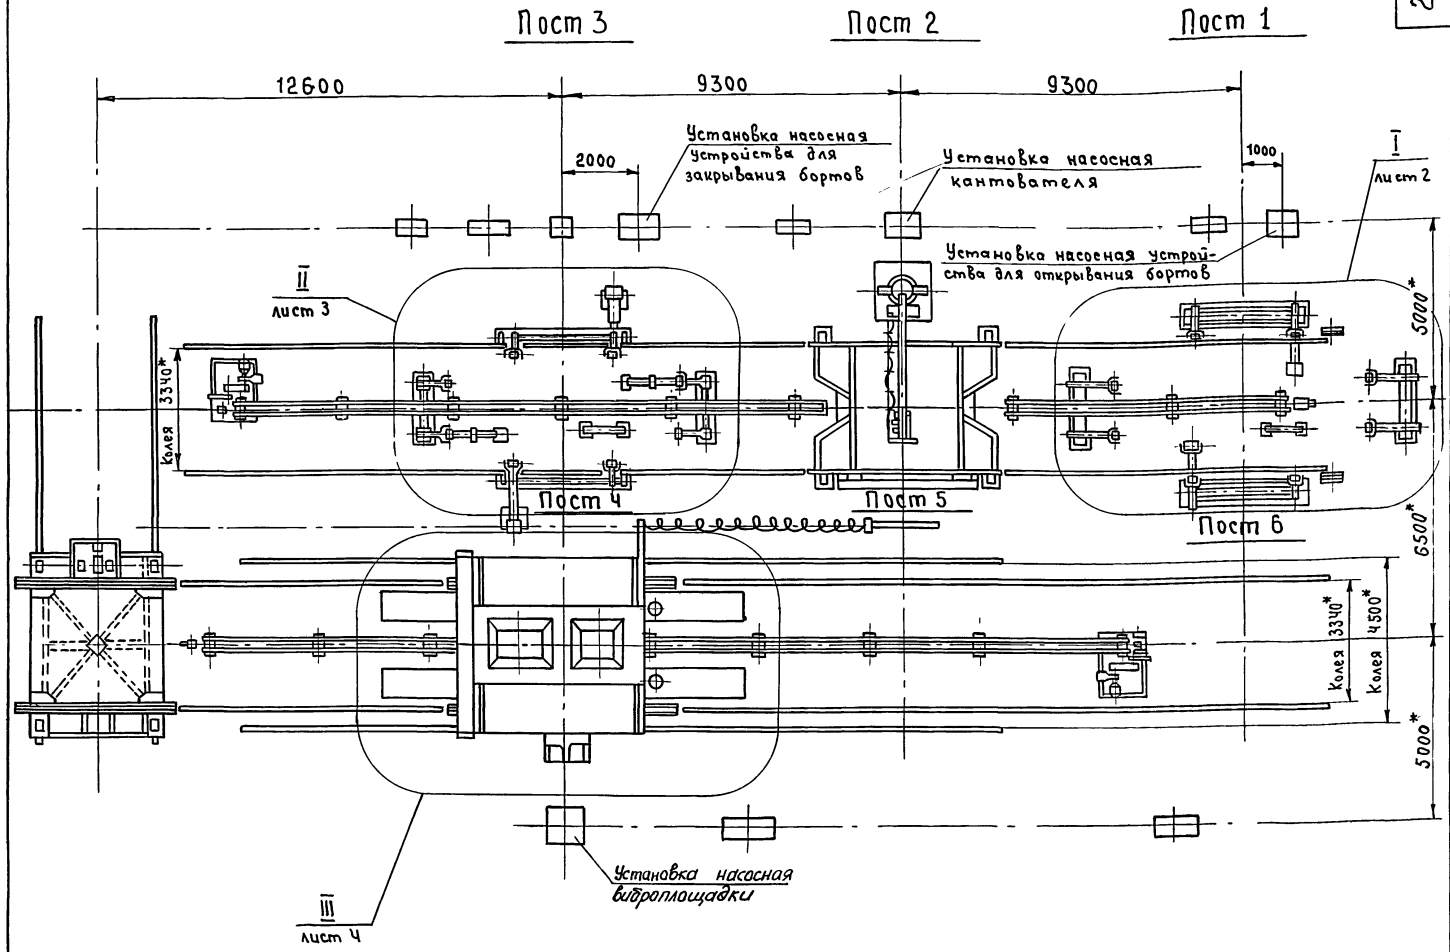 Пост 3
Пост 2
Пост 1
12600
9300
9300
2000
1000
Установка насосная
устройства для
закрывания бортов
Установка насосная
кантователя
I
лист 2
Установка насосная устрой-
ства для открывания бортов
II
лист 3
5000*
Колея 3340*
Пост 4
Пост 5
Пост 6
6500*
Колея 3340*
Колея 4500*
5000*
Установка насосная
виброплощадки
III
лист 4